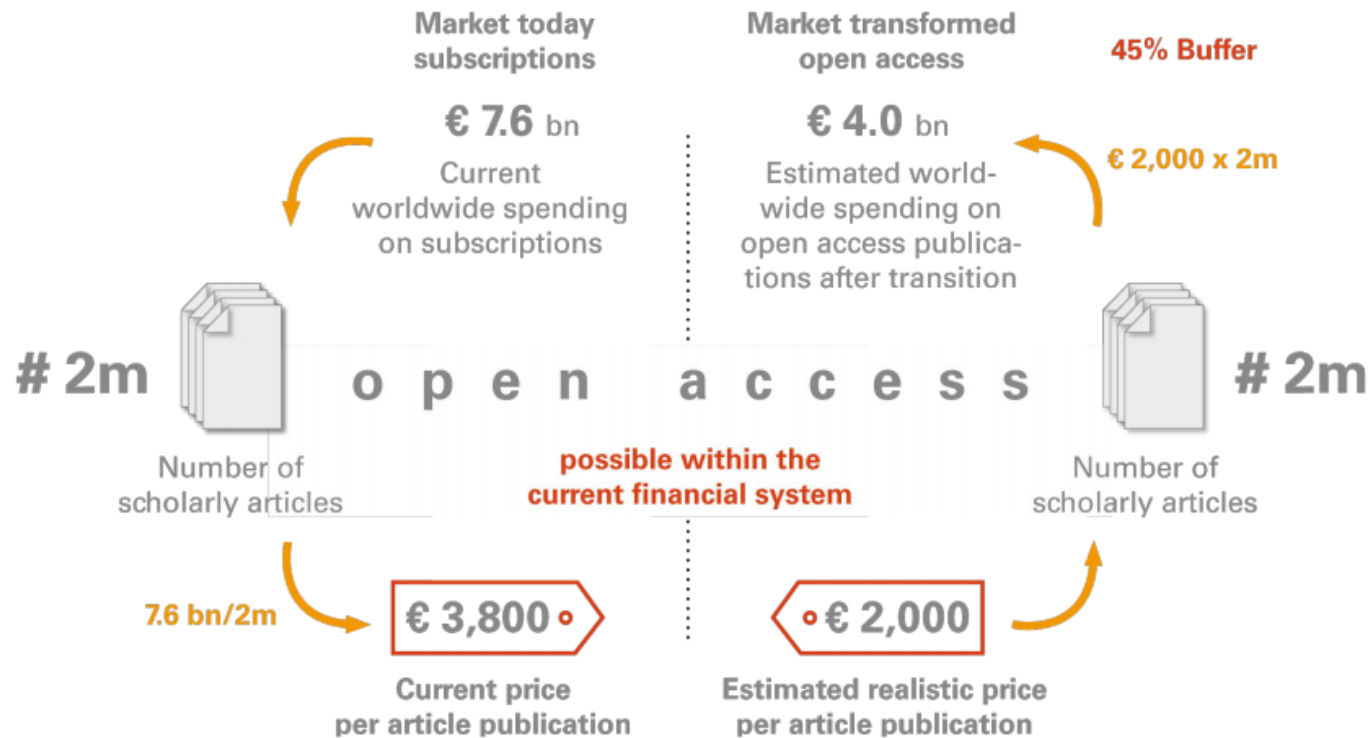 Market today
subscriptions
€ 7.6 bn
Current
worldwide spending
on subscriptions
Market transformed
open access
€ 4.0 bn
Estimated world-
wide spending on
open access publica-
tions after transition
45% Buffer
€ 2,000 x 2m
# 2m
Number of
scholarly articles
open access
possible within the
current financial system
# 2m
Number of
scholarly articles
7.6 bn/2m
€ 3,800
Current price
per article publication
€ 2,000
Estimated realistic price
per article publication